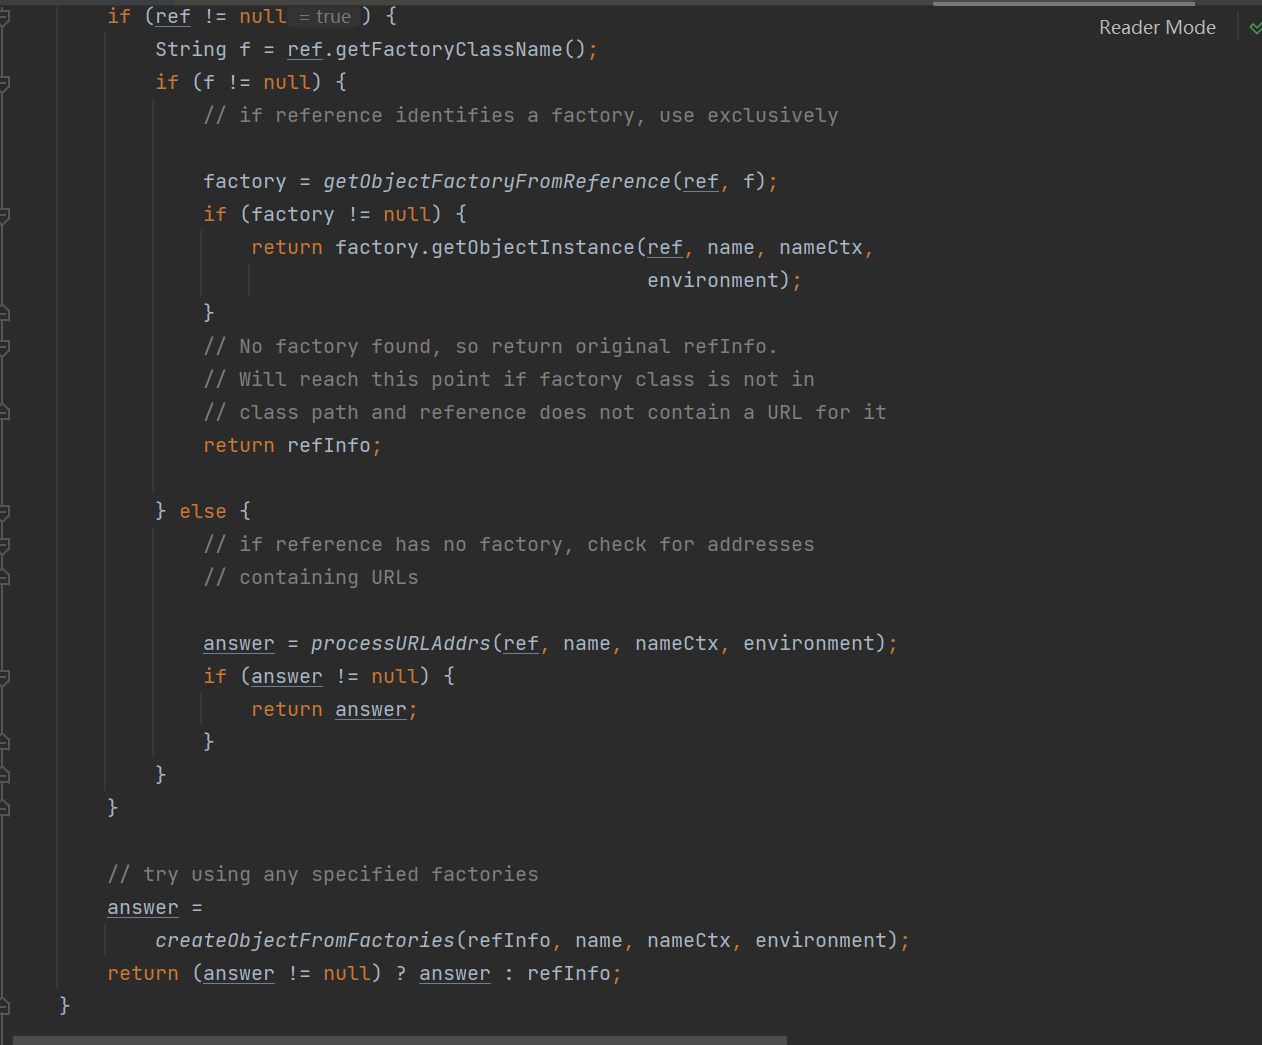 if (ref != null = true ) {
Reader Mode
String f = ref.getFactoryClassName();
if (f != null) {
// if reference identifies a factory, use exclusively
factory = getObjectFactoryFromReference(ref, f);
if (factory != null) {
return factory.getObjectInstance(ref, name, nameCtx,
environment);
}
// No factory found, so return original refInfo.
// Will reach this point if factory class is not in
// class path and reference does not contain a URL for it
return refInfo;
} else {
// if reference has no factory, check for addresses
// containing URLs
answer = processURLAddrs(ref, name, nameCtx, environment);
if (answer != null) {
return answer;
}
}
}
// try using any specified factories
answer =
createObjectFromFactories(refInfo, name, nameCtx, environment);
return (answer != null) ? answer : refInfo;
}